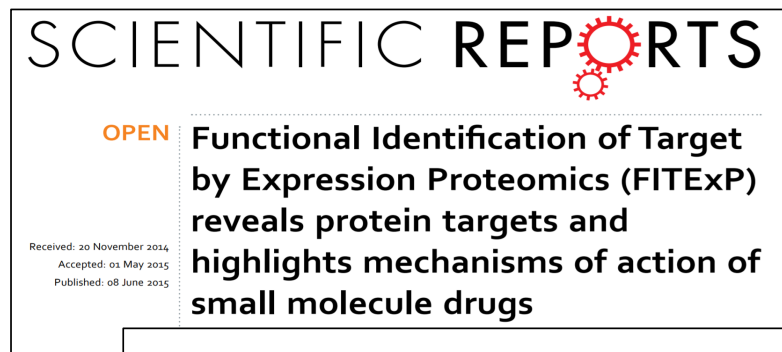 SCIENTIFIC REPORTS
OPEN
Functional Identification of Target
by Expression Proteomics (FITExP)
reveals protein targets and
highlights mechanisms of action of
small molecule drugs
Received: 20 November 2014
Accepted: 01 May 2015
Published: 08 June 2015